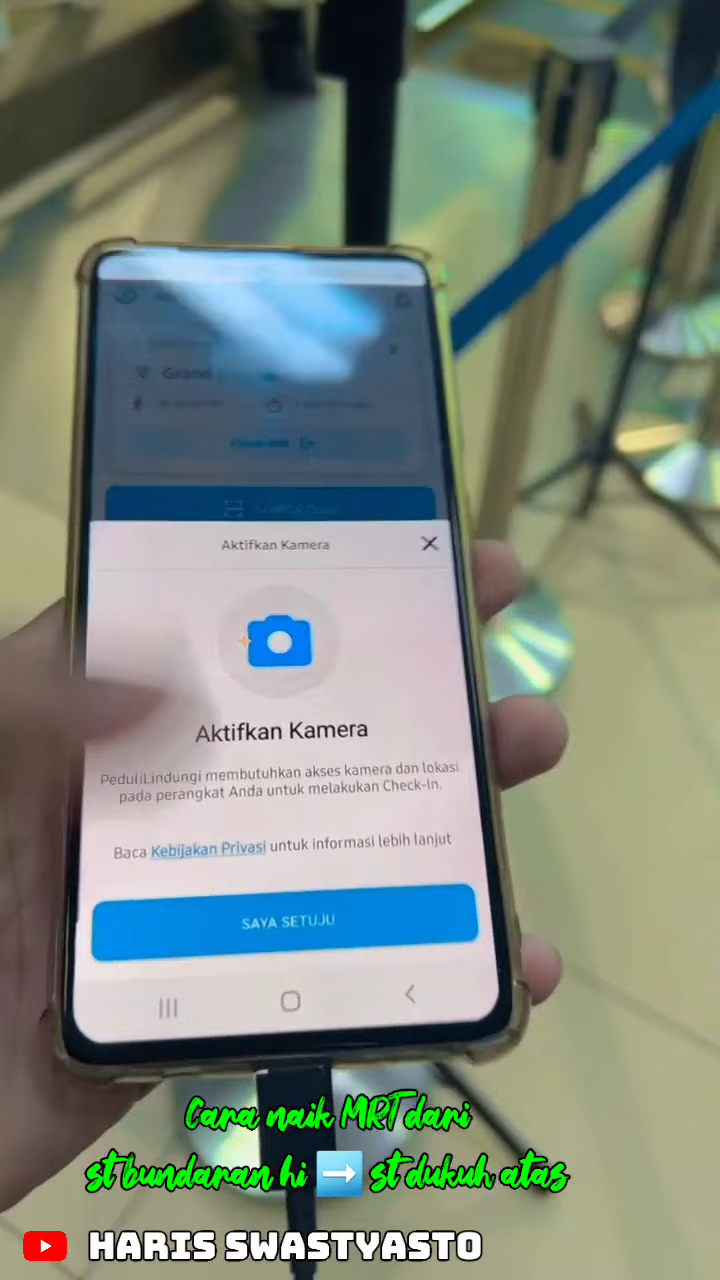 Grand
Aktifkan Kamera
Aktifkan Kamera
PeduliLindungi membutuhkan akses kamera dan lokasi
pada perangkat Anda untuk melakukan Check-In.
Baca Kebijakan Privasi untuk informasi lebih lanjut
SAYA SETUJU
Cara naik MRT dari
st bundaran hi ➡️ st dukuh atas
HARIS SWASTYASTO